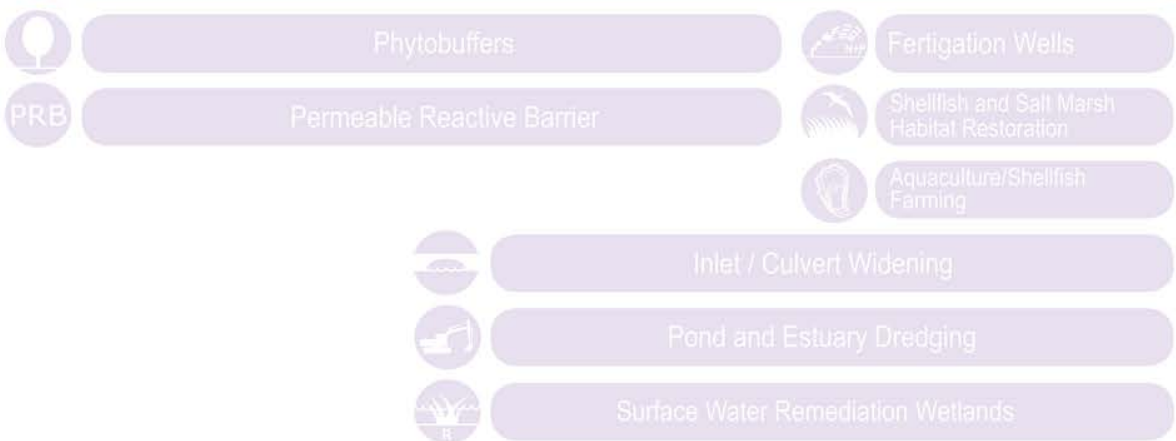 Phytobuffers
Fertigation Wells
PRB
Permeable Reactive Barrier
Shellfish and Salt Marsh
Habitat Restoration
Aquaculture/Shellfish
Farming
Inlet / Culvert Widening
Pond and Estuary Dredging
Surface Water Remediation Wetlands
R